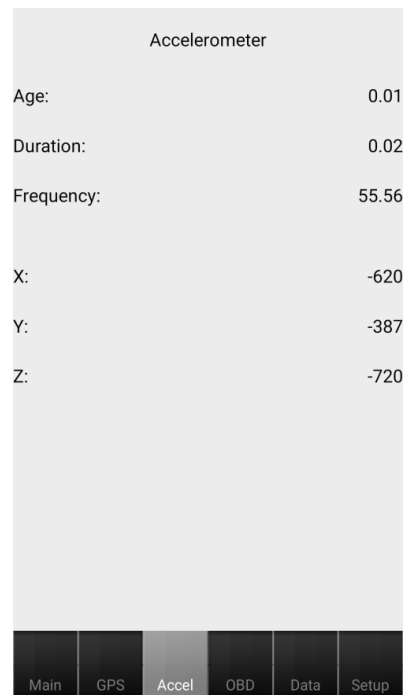 Accelerometer
Age: 0.01
Duration: 0.02
Frequency: 55.56
X: -620
Y: -387
Z: -720
Main GPS Accel OBD Data Setup